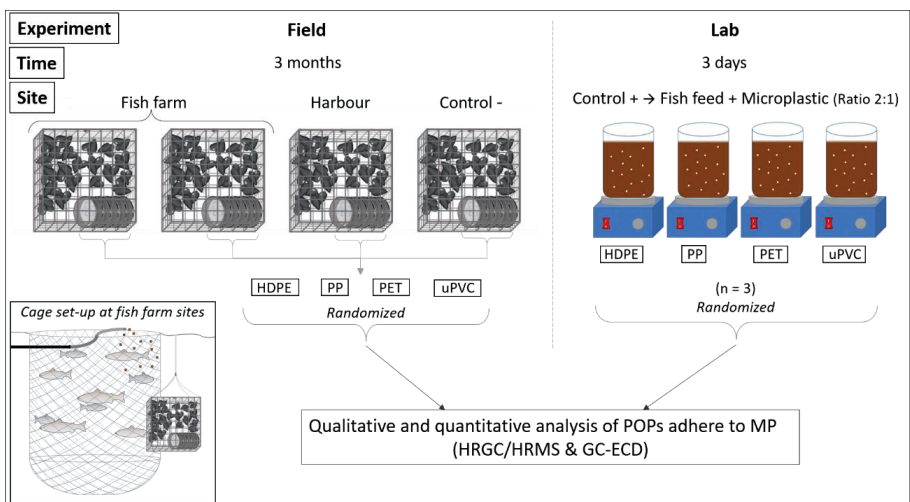 Experiment
Field
Lab
Time
3 months
3 days
Site
Fish farm
Harbour
Control -
Control + → Fish feed + Microplastic (Ratio 2:1)
HDPE
PP
PET
uPVC
HDPE
PP
PET
uPVC
Randomized
(n = 3)
Randomized
Cage set-up at fish farm sites
Qualitative and quantitative analysis of POPs adhere to MP
(HRGC/HRMS & GC-ECD)